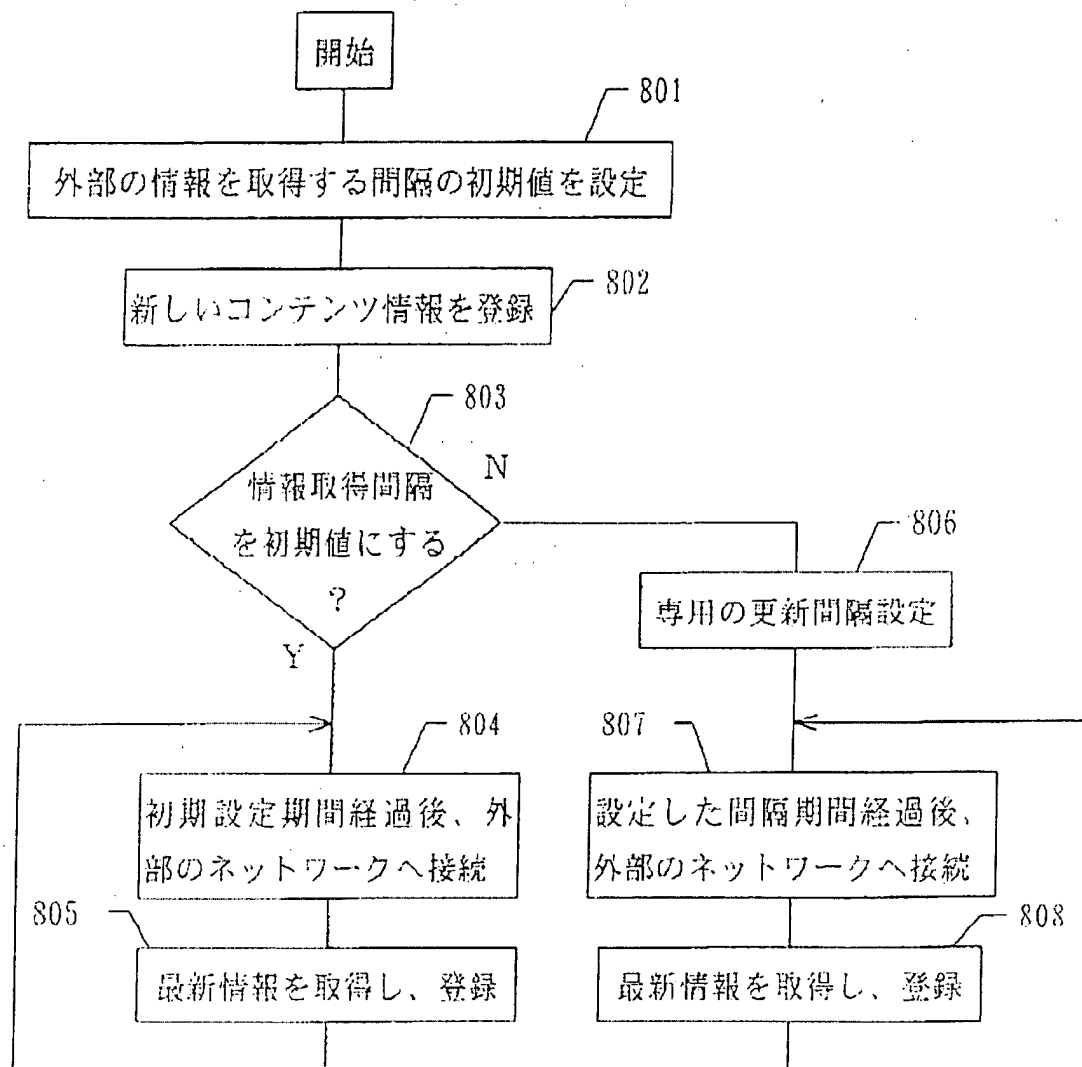 開始
801
外部の情報を取得する間隔の初期値を設定
802
新しいコンテンツ情報を登録
803
情報取得間隔
を初期値にする
?
N
Y
806
専用の更新間隔設定
804
初期設定期間経過後、外
部のネットワークへ接続
807
設定した間隔期間経過後、
外部のネットワークへ接続
805
最新情報を取得し、登録
808
最新情報を取得し、登録